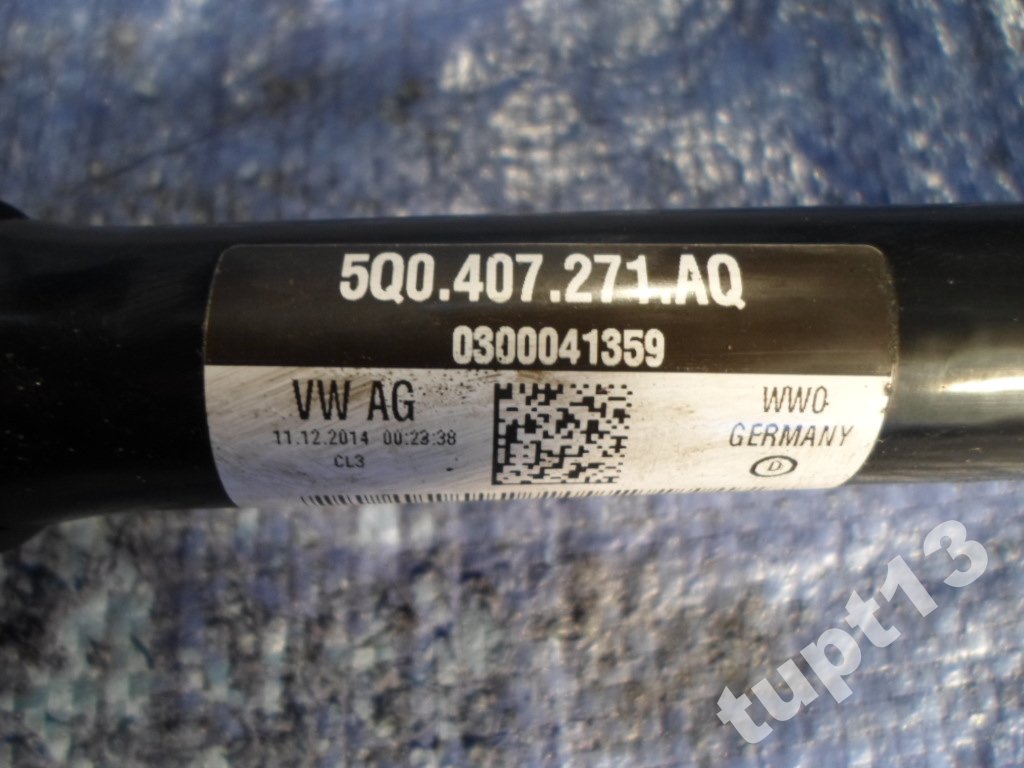 5Q0.407.271.AQ
0300041359
VW AG
11.12.2014 00:23:38
CL3
WWO
GERMANY
D
tupt13